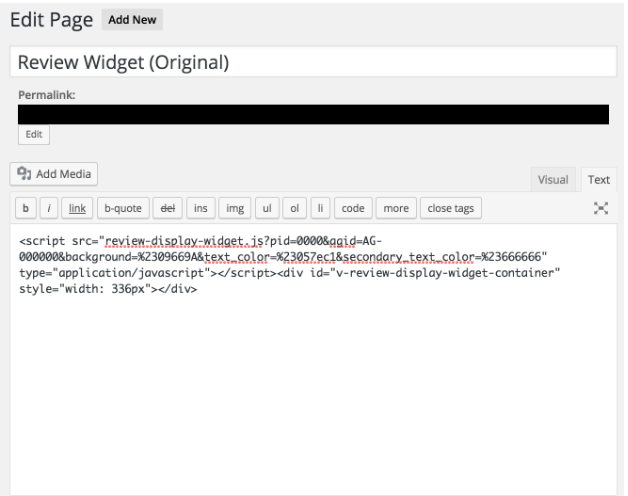 Edit Page Add New
Review Widget (Original)
Permalink:
Edit
Add Media
Visual Text
b i link b-quote del ins img ul ol li code more close tags
<script src="review-display-widget.js?pid=0000&agid=AG-
000000&background=%2309669A&text_color=%23057ec1&secondary_text_color=%23666666"
type="application/javascript"></script><div id="v-review-display-widget-container"
style="width: 336px"></div>